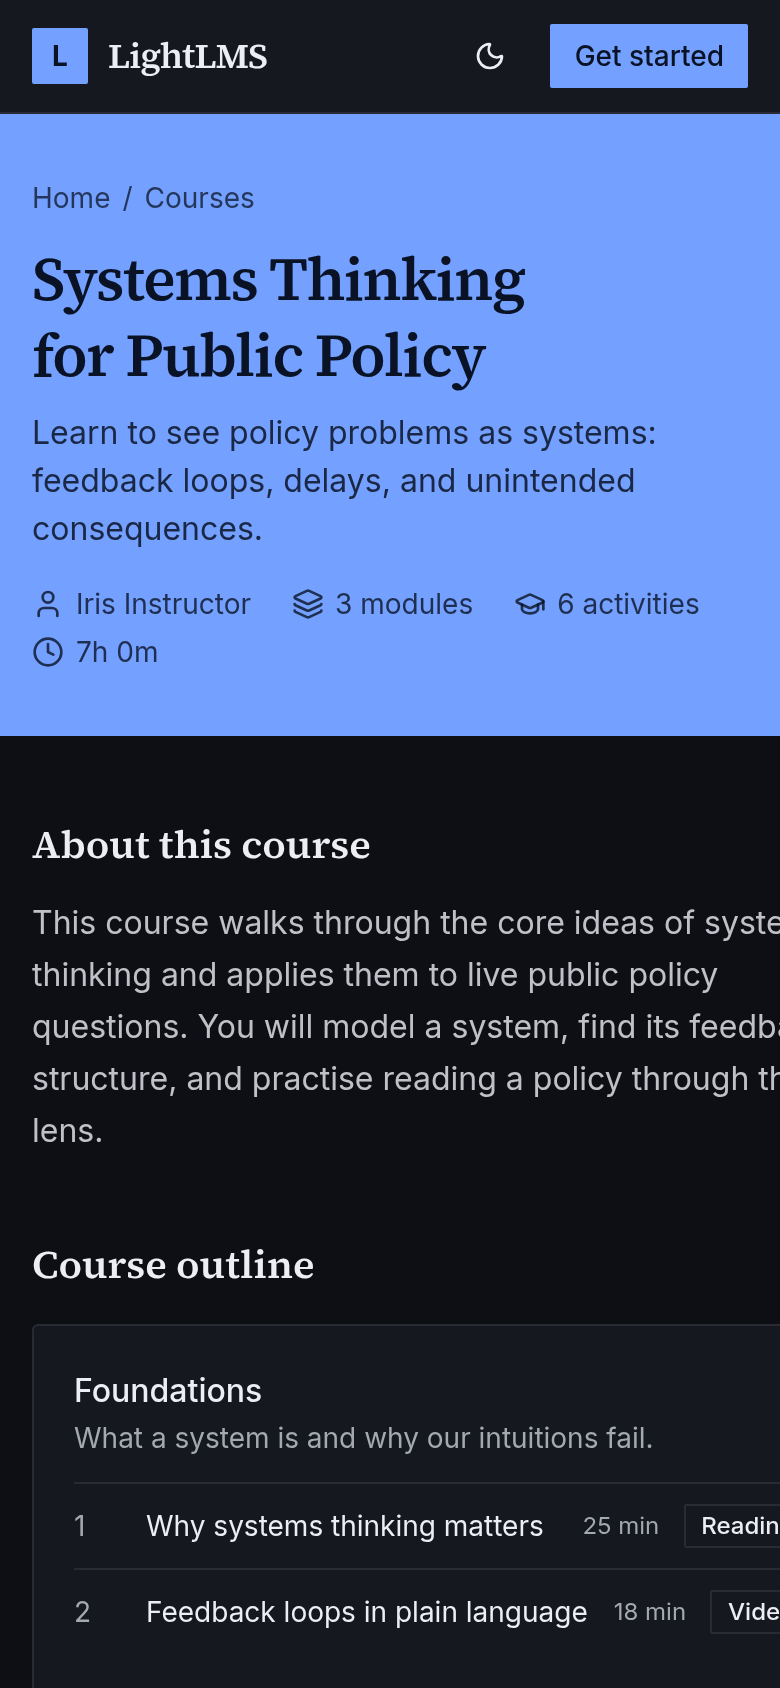 L LightLMS Get started
Home / Courses
Systems Thinking
for Public Policy
Learn to see policy problems as systems:
feedback loops, delays, and unintended
consequences.
Iris Instructor 3 modules 6 activities
7h 0m
About this course
This course walks through the core ideas of syste
thinking and applies them to live public policy
questions. You will model a system, find its feedba
structure, and practise reading a policy through th
lens.
Course outline
Foundations
What a system is and why our intuitions fail.
1 Why systems thinking matters 25 min Readin
2 Feedback loops in plain language 18 min Vide